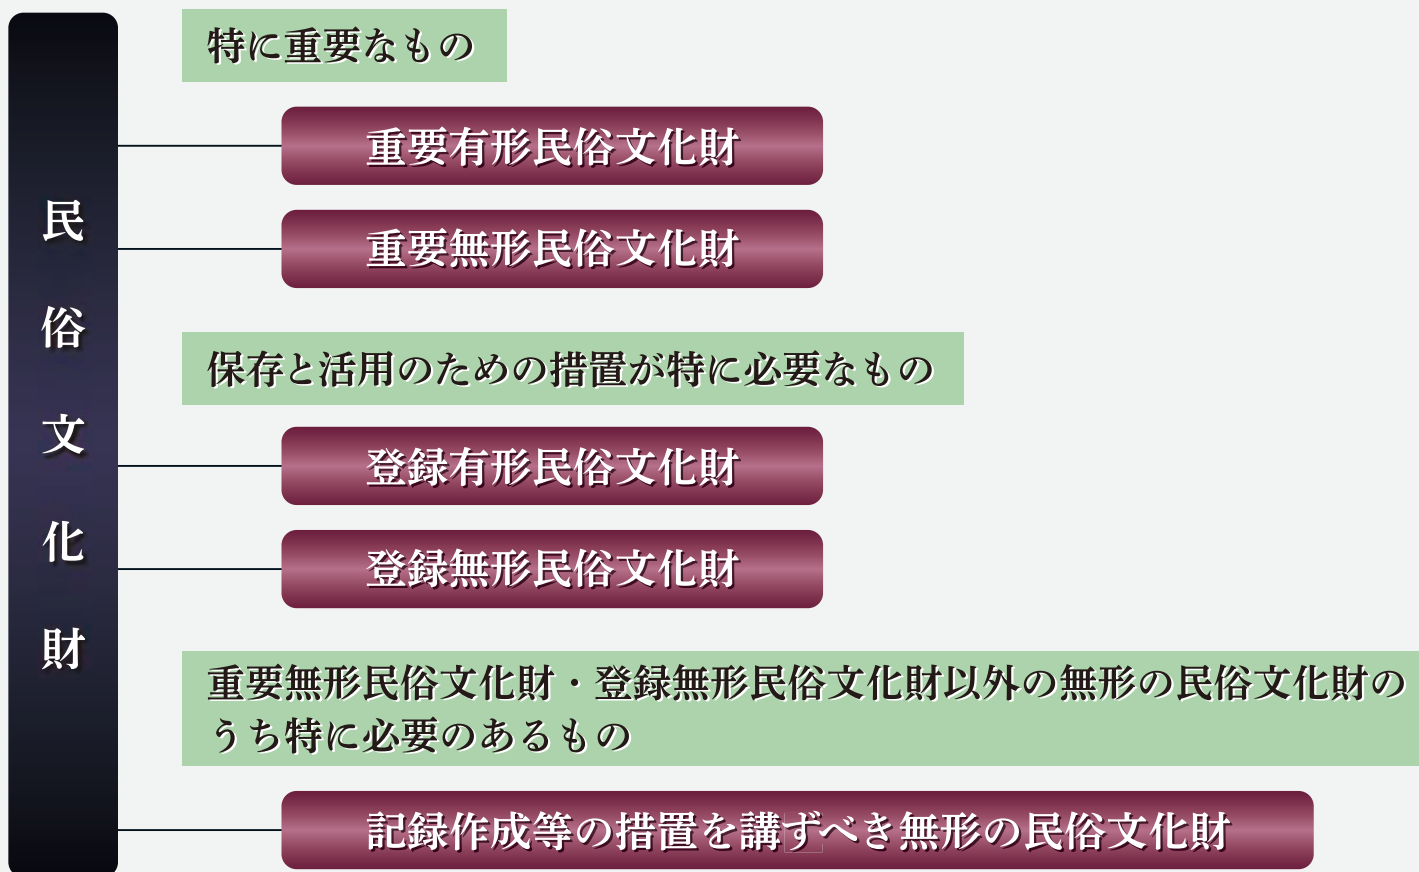 民俗文化財
特に重要なもの
重要有形民俗文化財
重要無形民俗文化財
保存と活用のための措置が特に必要なもの
登録有形民俗文化財
登録無形民俗文化財
重要無形民俗文化財・登録無形民俗文化財以外の無形の民俗文化財の
うち特に必要のあるもの
記録作成等の措置を講ずべき無形の民俗文化財